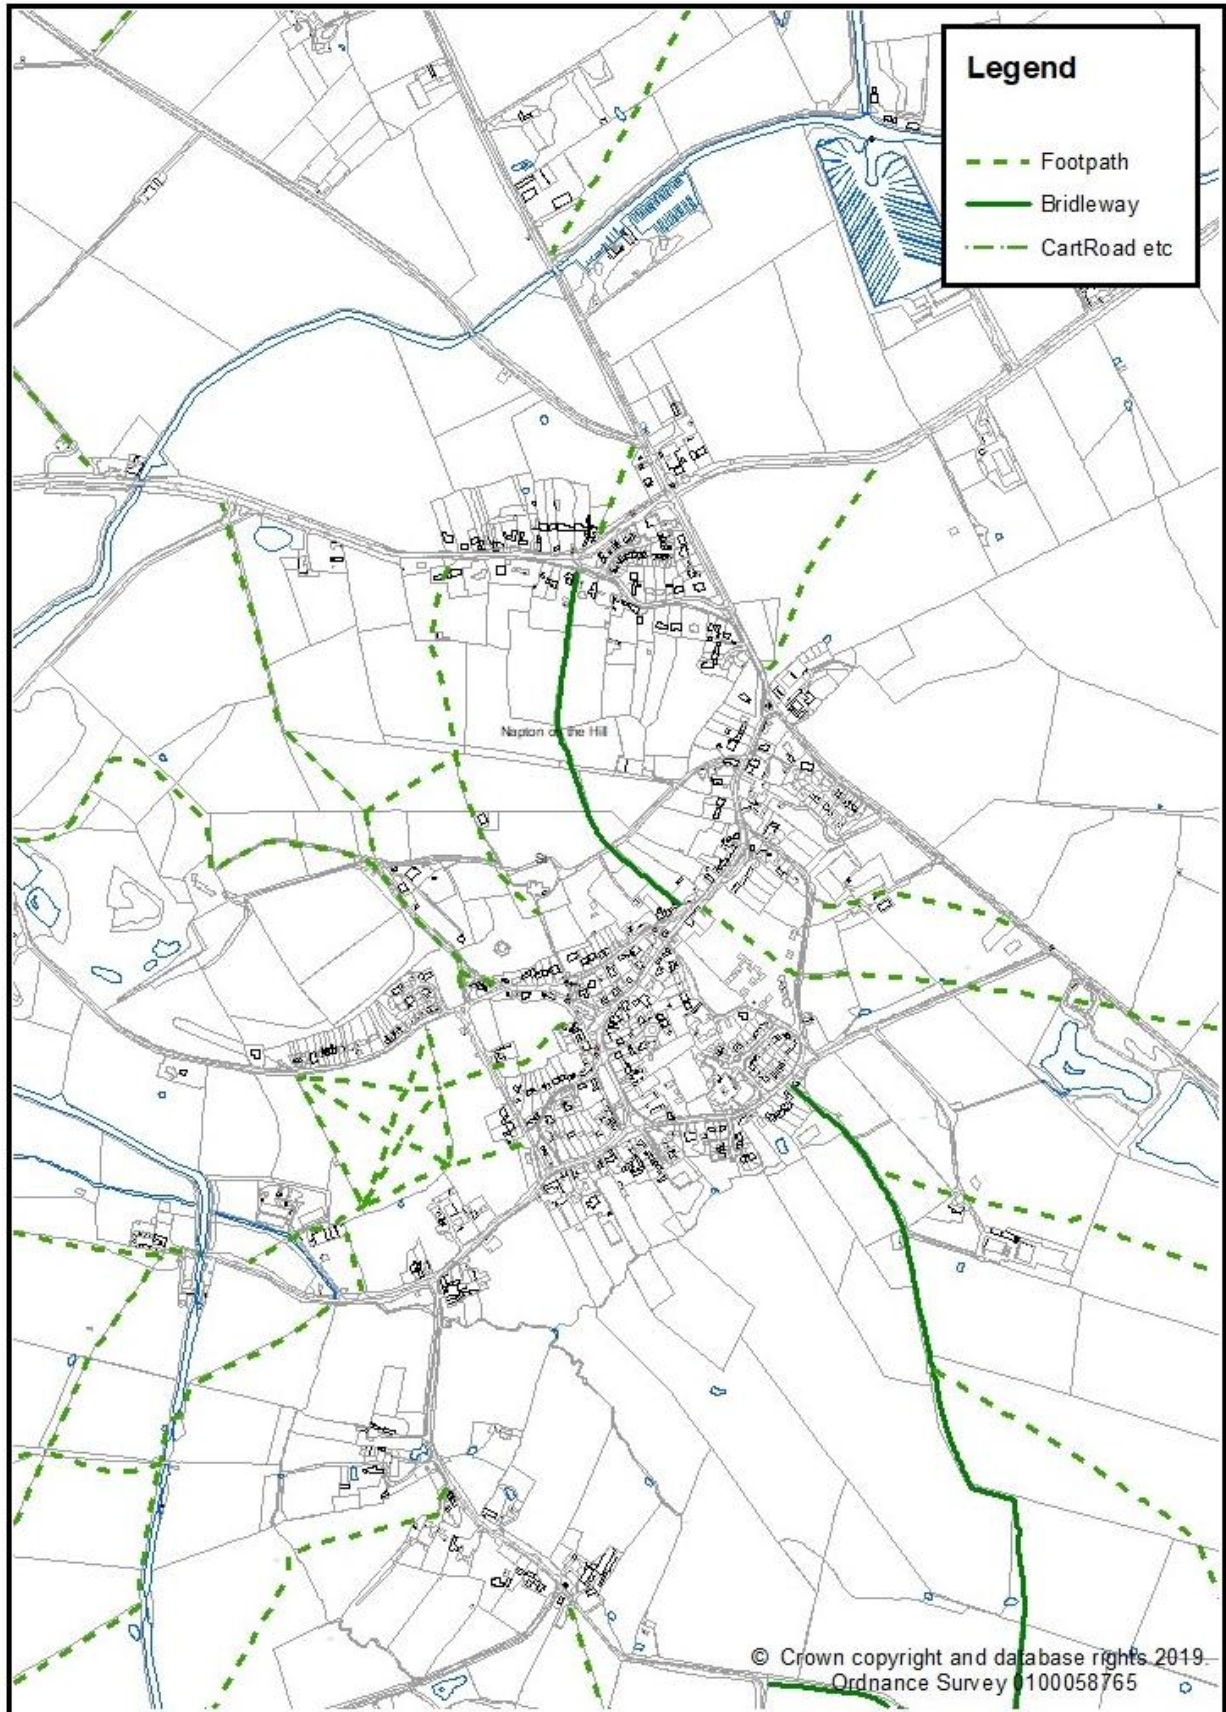 Legend
Footpath
Bridleway
CartRoad etc
Napton on the Hill
© Crown copyright and database rights 2019.
Ordnance Survey 0100058765